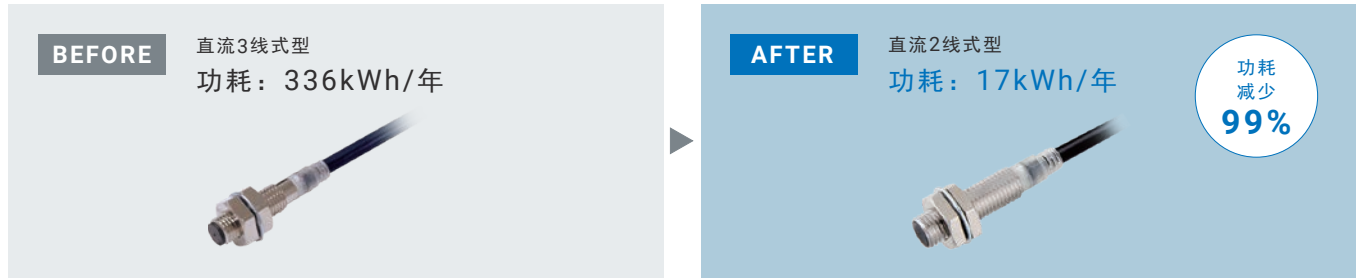 BEFORE
直流3线式型
功耗：336kWh/年
AFTER
直流2线式型
功耗：17kWh/年
功耗
减少
99%